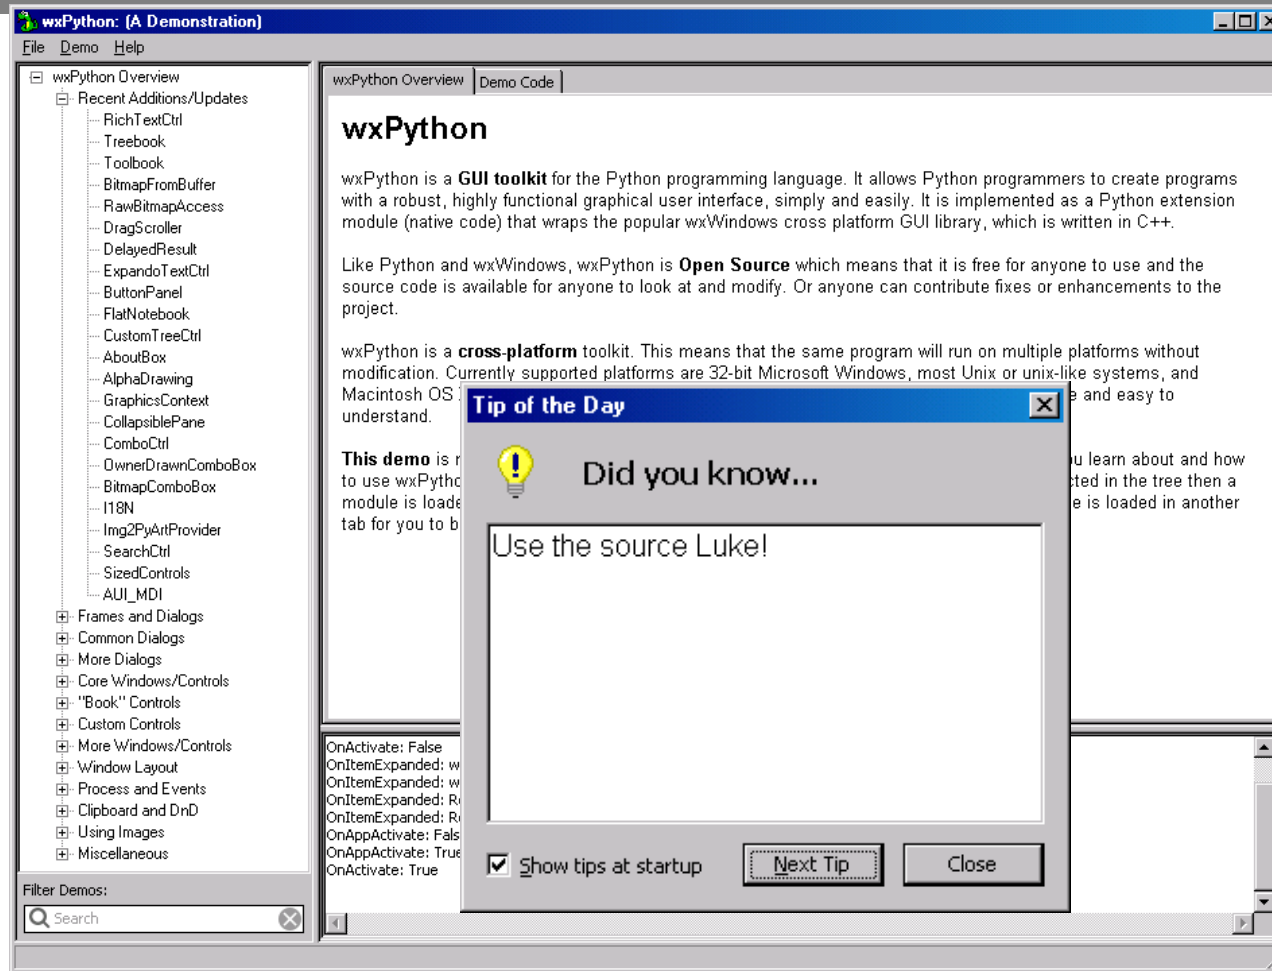 wxPython: (A Demonstration)
File Demo Help
wxPython Overview
Recent Additions/Updates
RichTextCtrl
Treebook
Toolbook
BitmapFromBuffer
RawBitmapAccess
DragScroller
DelayedResult
ExpandoTextCtrl
ButtonPanel
FlatNotebook
CustomTreeCtrl
AboutBox
AlphaDrawing
GraphicsContext
CollapsiblePane
ComboCtrl
OwnerDrawnComboBox
BitmapComboBox
I18N
Img2PyArtProvider
SearchCtrl
SizedControls
AUI_MDI
Frames and Dialogs
Common Dialogs
More Dialogs
Core Windows/Controls
"Book" Controls
Custom Controls
More Windows/Controls
Window Layout
Process and Events
Clipboard and DnD
Using Images
Miscellaneous
Filter Demos:
Search
wxPython Overview Demo Code
wxPython
wxPython is a GUI toolkit for the Python programming language. It allows Python programmers to create programs
with a robust, highly functional graphical user interface, simply and easily. It is implemented as a Python extension
module (native code) that wraps the popular wxWindows cross platform GUI library, which is written in C++.
Like Python and wxWindows, wxPython is Open Source which means that it is free for anyone to use and the
source code is available for anyone to look at and modify. Or anyone can contribute fixes or enhancements to the
project.
wxPython is a cross-platform toolkit. This means that the same program will run on multiple platforms without
modification. Currently supported platforms are 32-bit Microsoft Windows, most Unix or unix-like systems, and
Macintosh OS e and easy to
understand.
This demo is u learn about and how
to use wxPytho cted in the tree then a
module is loade e is loaded in another
tab for you to b
Tip of the Day
Did you know...
Use the source Luke!
Show tips at startup Next Tip Close
OnActivate: False
OnItemExpanded: w
OnItemExpanded: w
OnItemExpanded: R
OnItemExpanded: R
OnAppActivate: Fals
OnAppActivate: True
OnActivate: True